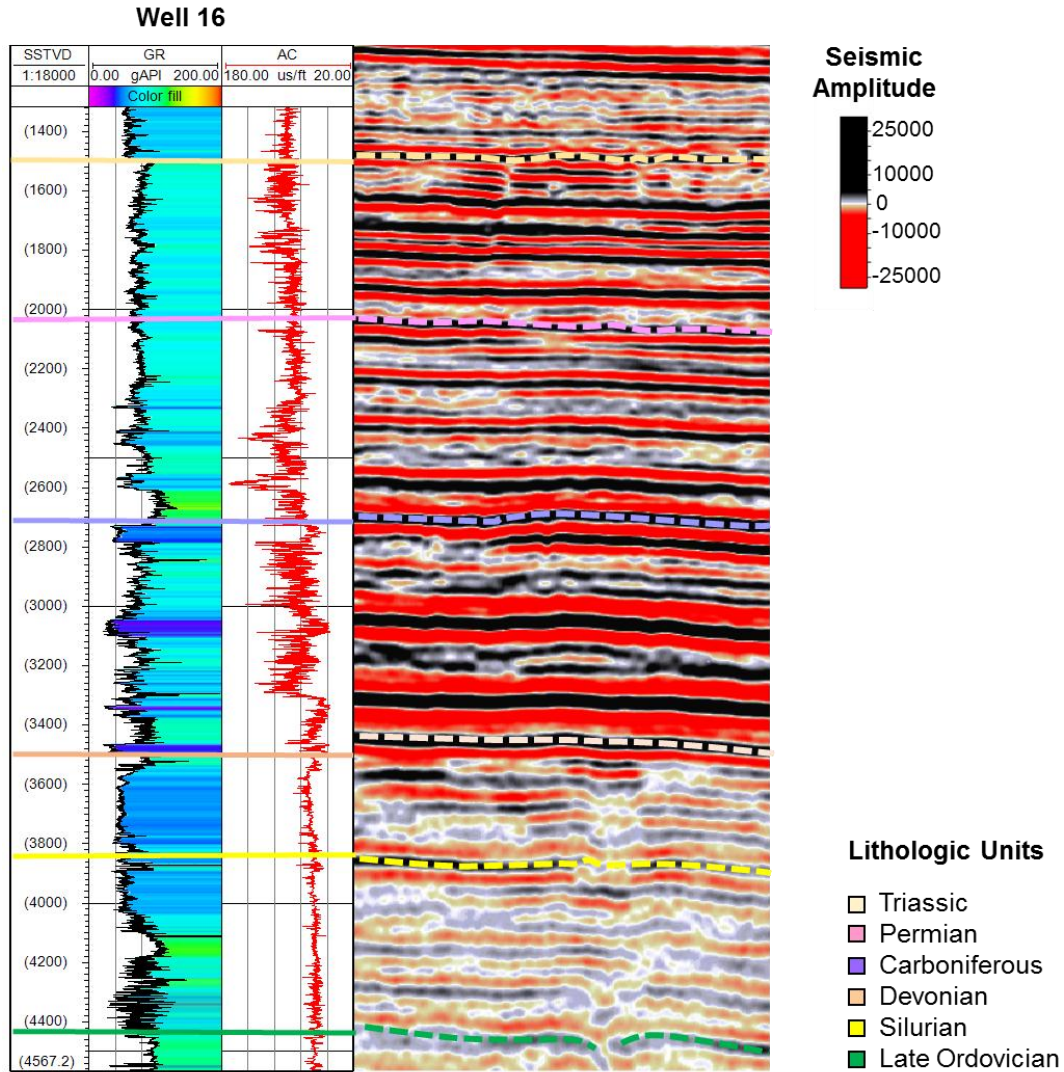 Well 16
SSTVD GR AC
1:18000 0.00 gAPI 200.00 180.00 us/ft 20.00
Color fill
(1400)
(1600)
(1800)
(2000)
(2200)
(2400)
(2600)
(2800)
(3000)
(3200)
(3400)
(3600)
(3800)
(4000)
(4200)
(4400)
(4567.2)
Seismic
Amplitude
25000
10000
0
-10000
-25000
Lithologic Units
Triassic
Permian
Carboniferous
Devonian
Silurian
Late Ordovician